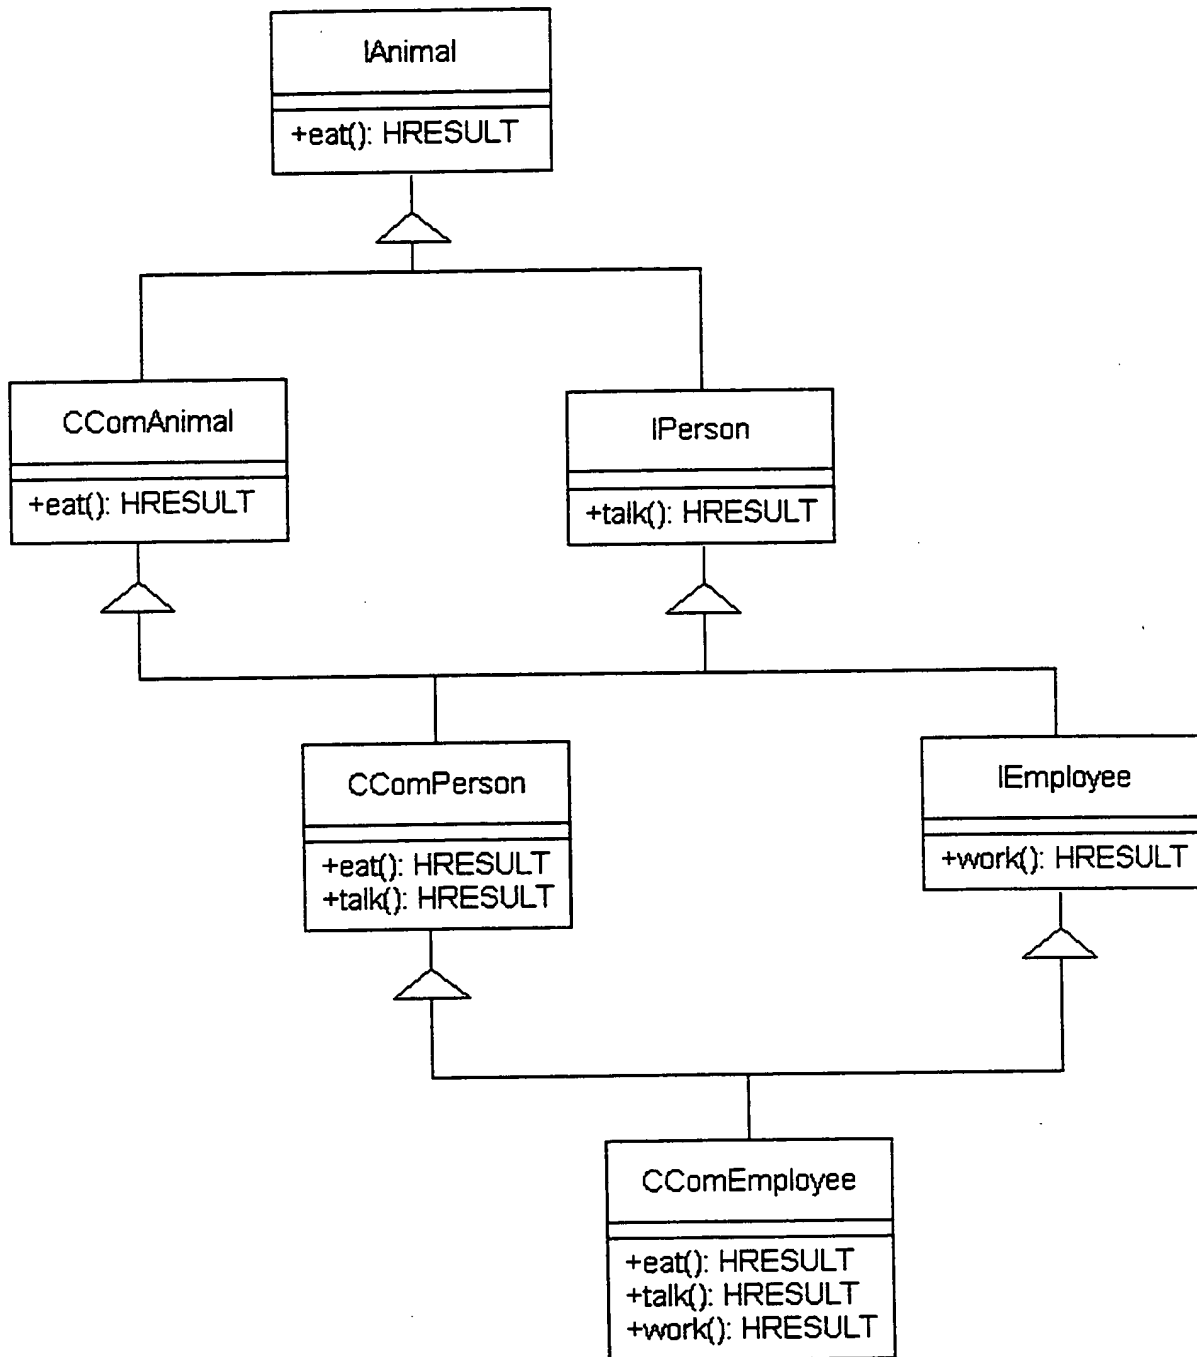 IAnimal
+eat(): HRESULT
CComAnimal
+eat(): HRESULT
IPerson
+talk(): HRESULT
CComPerson
+eat(): HRESULT
+talk(): HRESULT
IEmployee
+work(): HRESULT
CComEmployee
+eat(): HRESULT
+talk(): HRESULT
+work(): HRESULT